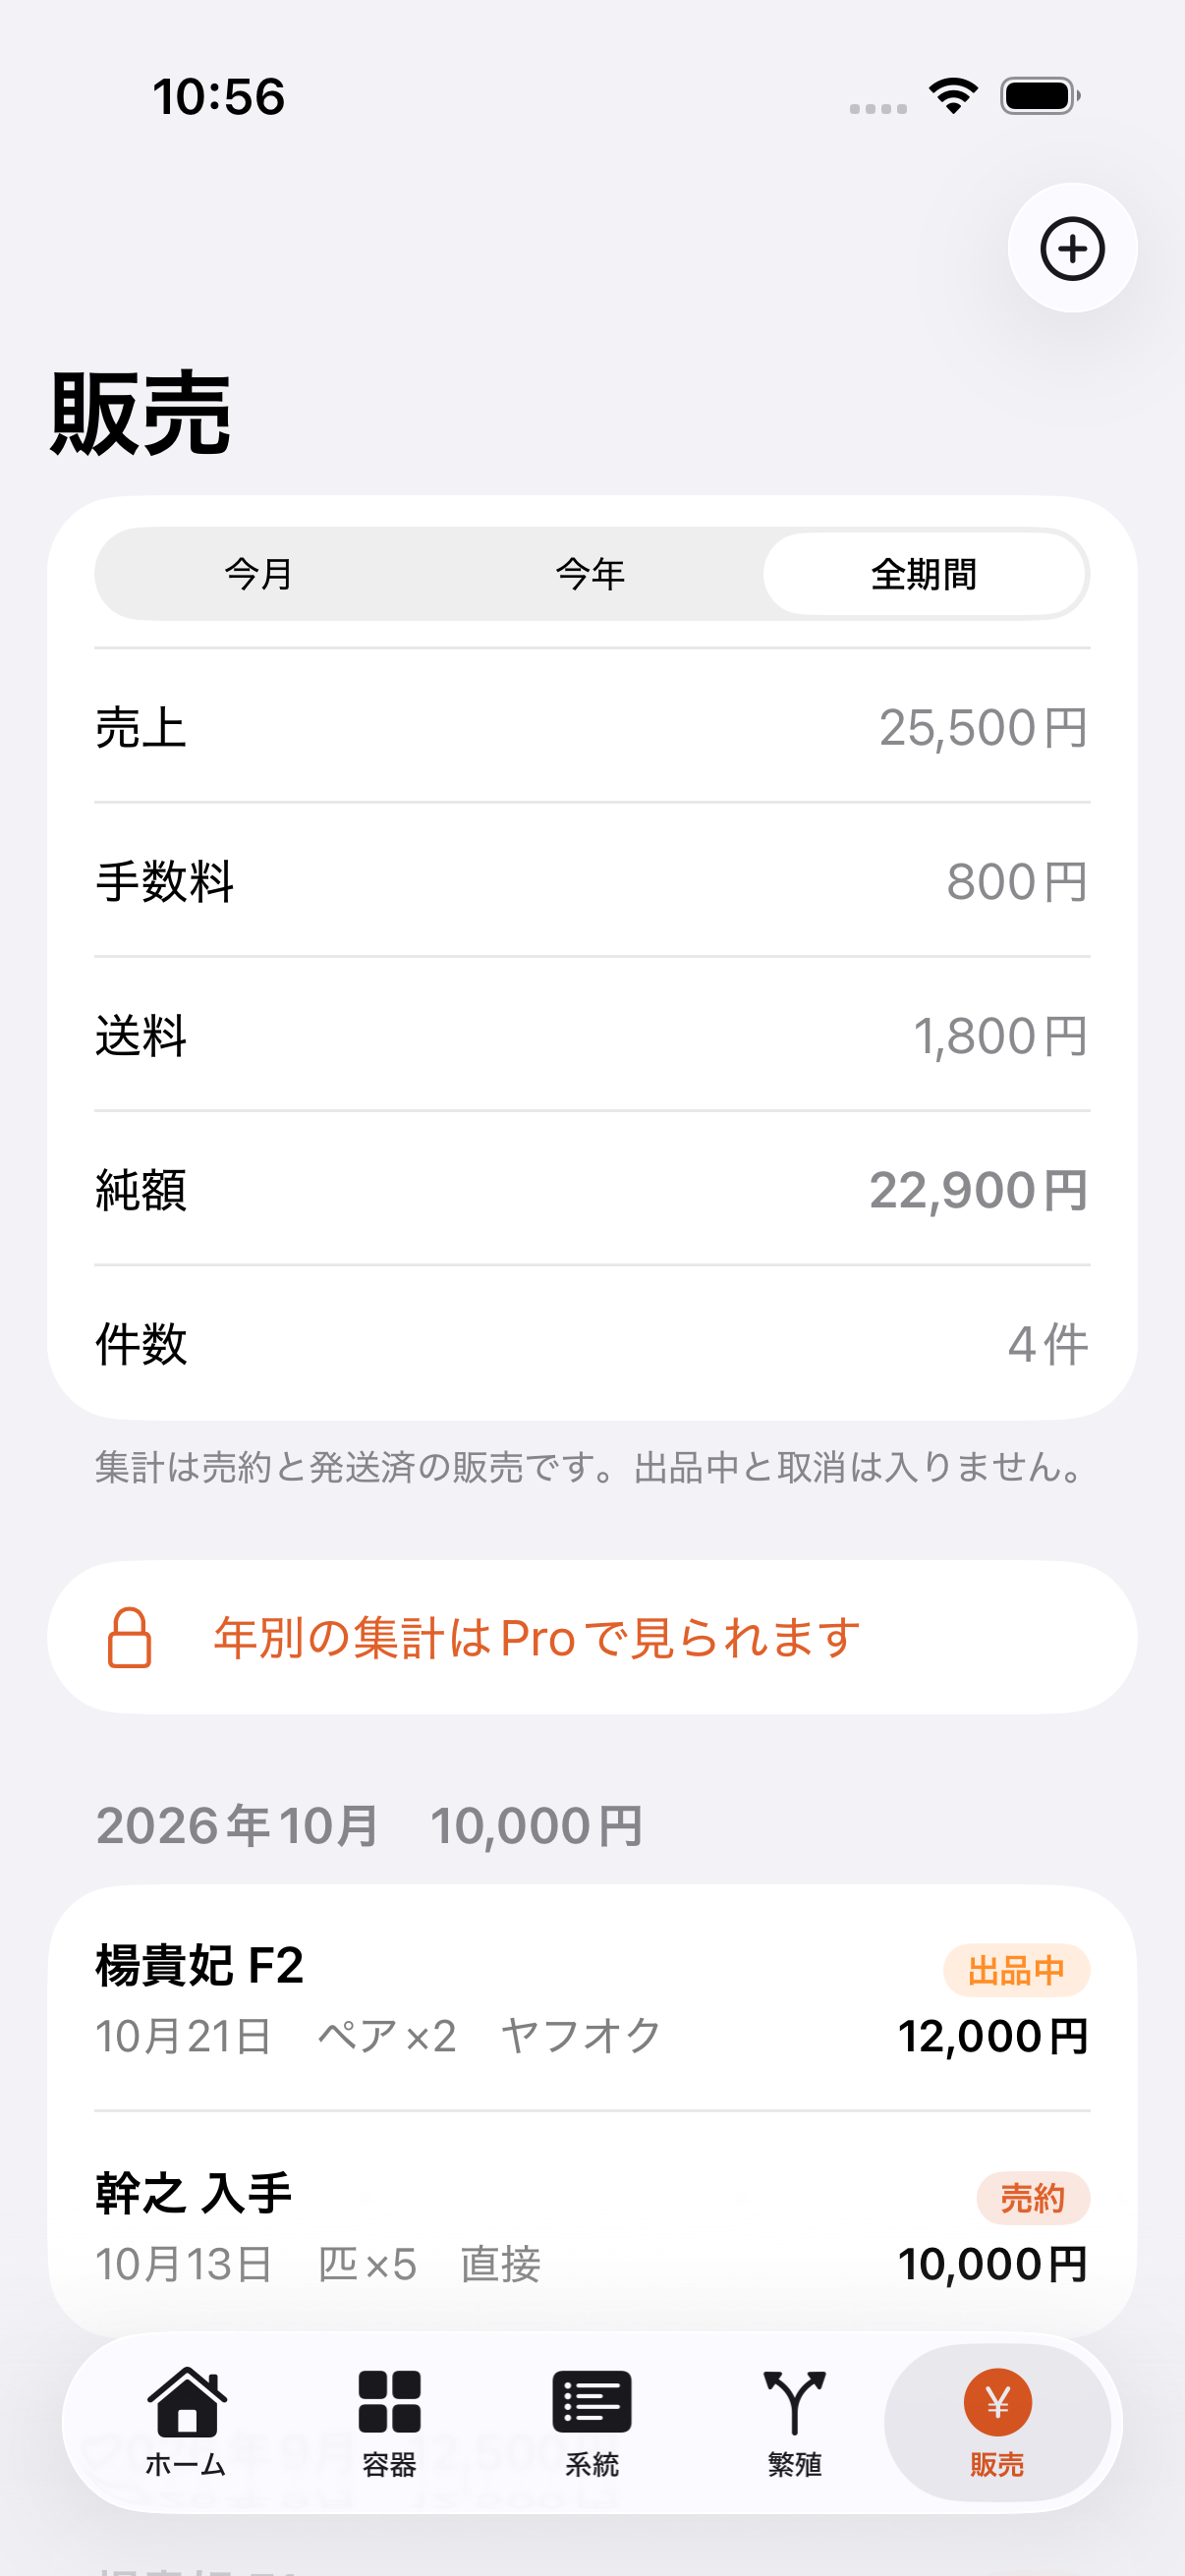 10:56
販売
今月 今年 全期間
売上 25,500円
手数料 800円
送料 1,800円
純額 22,900円
件数 4件
集計は売約と発送済の販売です。出品中と取消は入りません。
年別の集計は Pro で見られます
2026年10月　10,000円
楊貴妃 F2 出品中
10月21日　ペア×2　ヤフオク 12,000円
幹之 入手 売約
10月13日　匹×5　直接 10,000円
ホーム 容器 系統 繁殖 販売